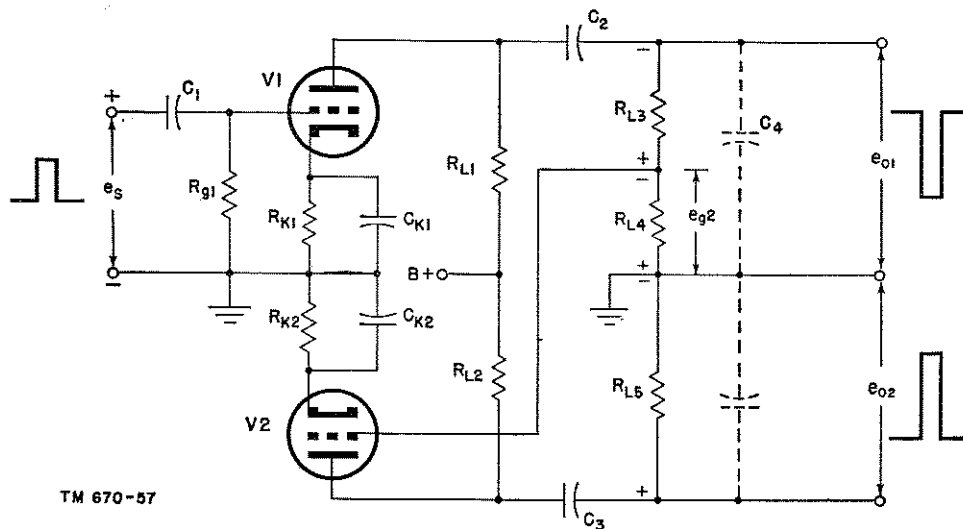 C2
V1
C1
+
−
RL3
C4
+
−
eS
Rg1
RL1
eo1
RK1
CK1
eg2
RL4
B+
−
+
−
RK2
CK2
RL2
RL5
eo2
V2
+
C3
TM 670-57